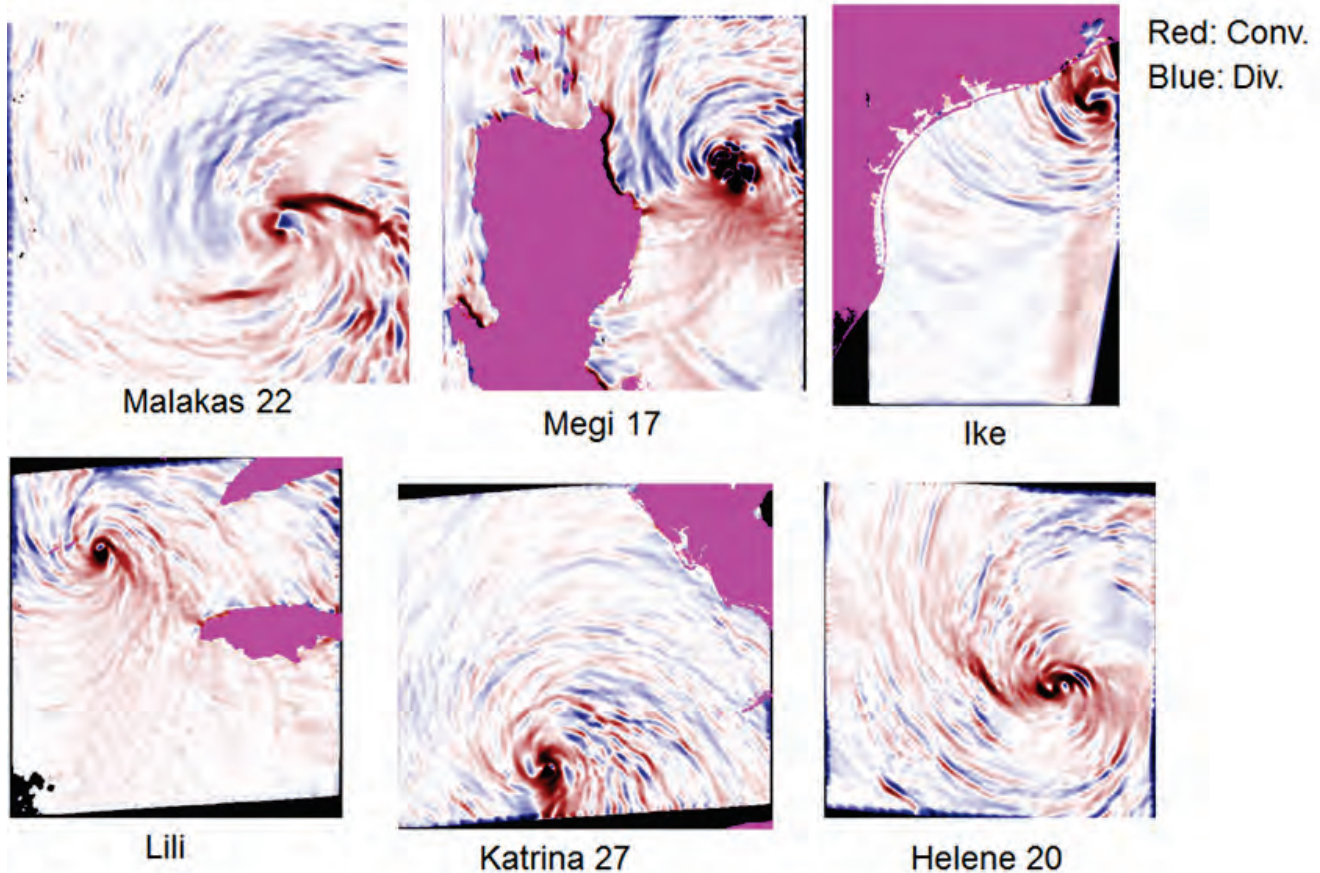 Red: Conv.
Blue: Div.
Malakas 22
Megi 17
Ike
Lili
Katrina 27
Helene 20